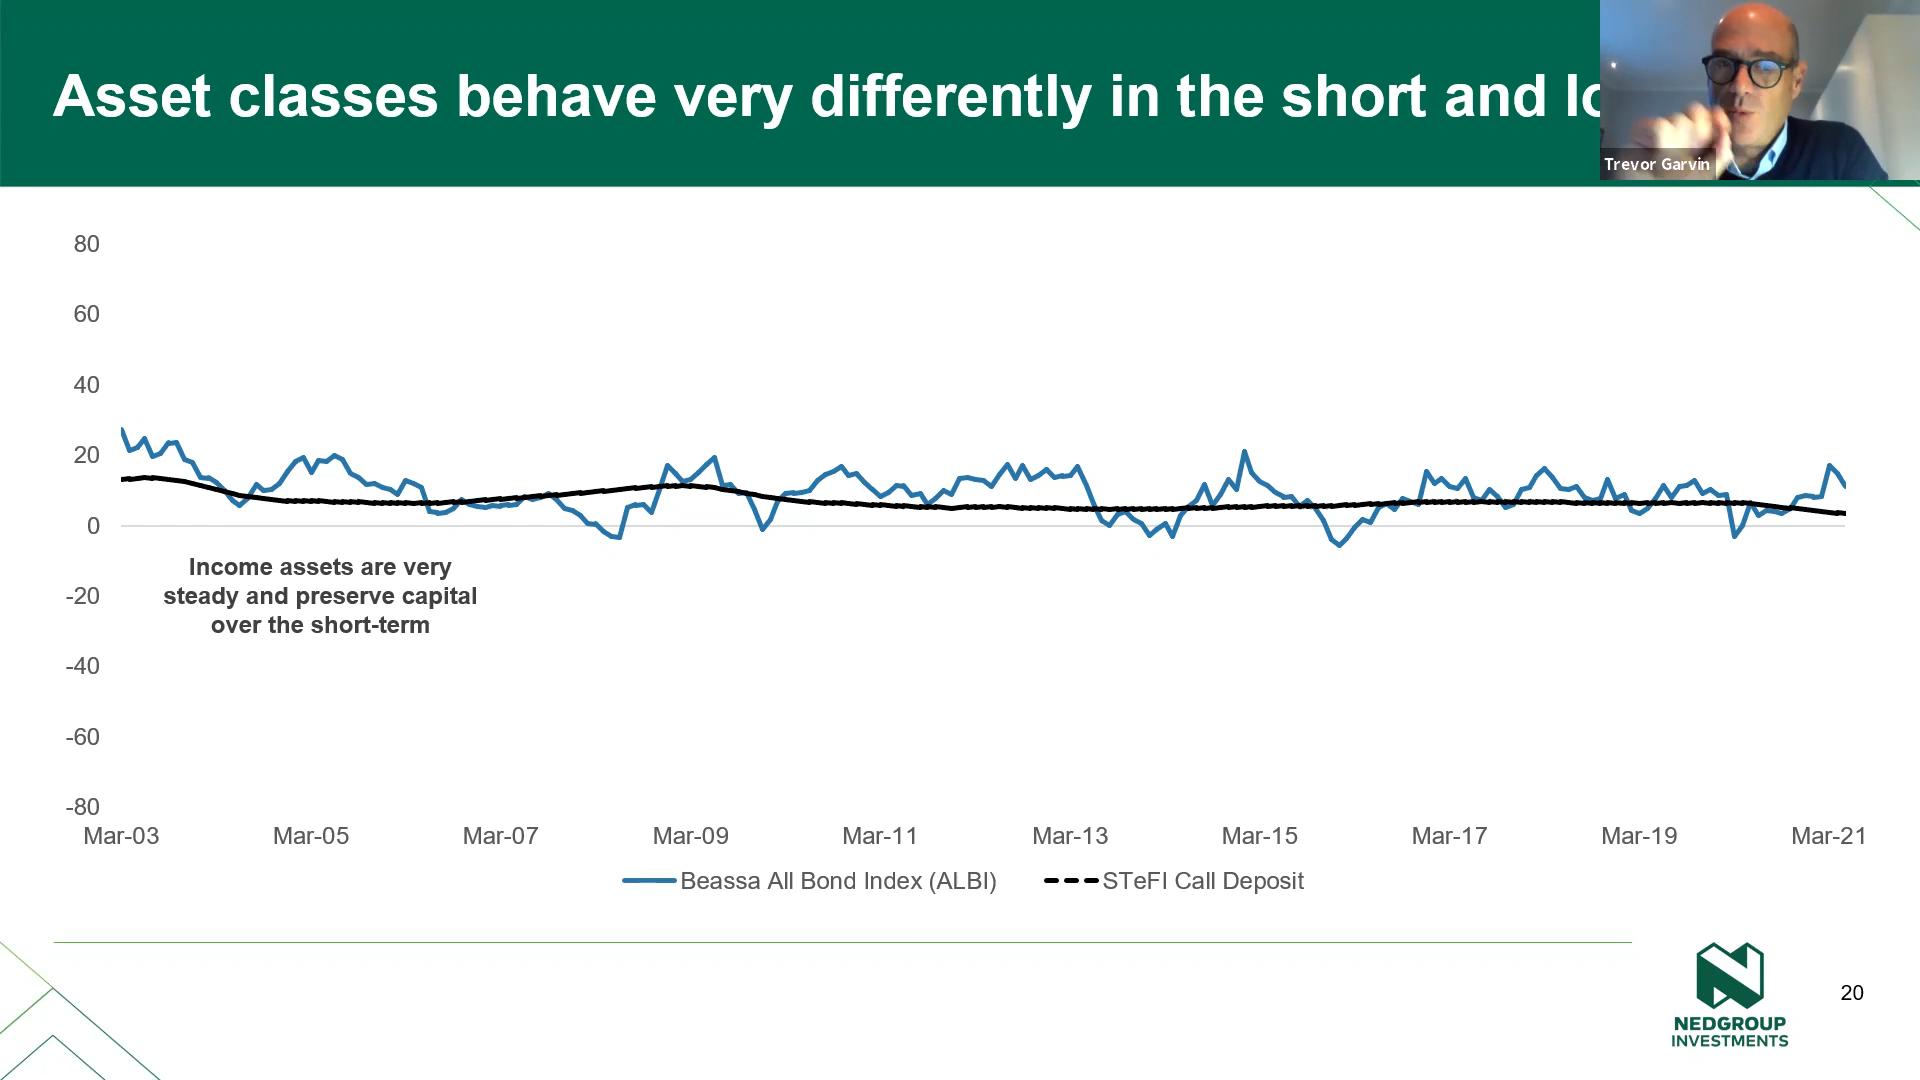 Asset classes behave very differently in the short and lo
Trevor Garvin
80
60
40
20
0
-20
-40
-60
-80
Income assets are very
steady and preserve capital
over the short-term
Mar-03 Mar-05 Mar-07 Mar-09 Mar-11 Mar-13 Mar-15 Mar-17 Mar-19 Mar-21
Beassa All Bond Index (ALBI) STeFI Call Deposit
NEDGROUP
INVESTMENTS
20